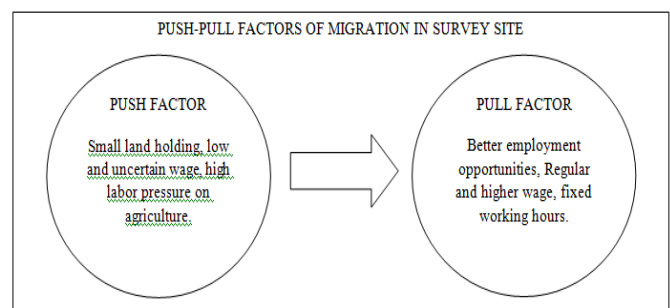 PUSH-PULL FACTORS OF MIGRATION IN SURVEY SITE
PUSH FACTOR
Small land holding, low
and uncertain wage, high
labor pressure on
agriculture.
PULL FACTOR
Better employment
opportunities, Regular
and higher wage, fixed
working hours.